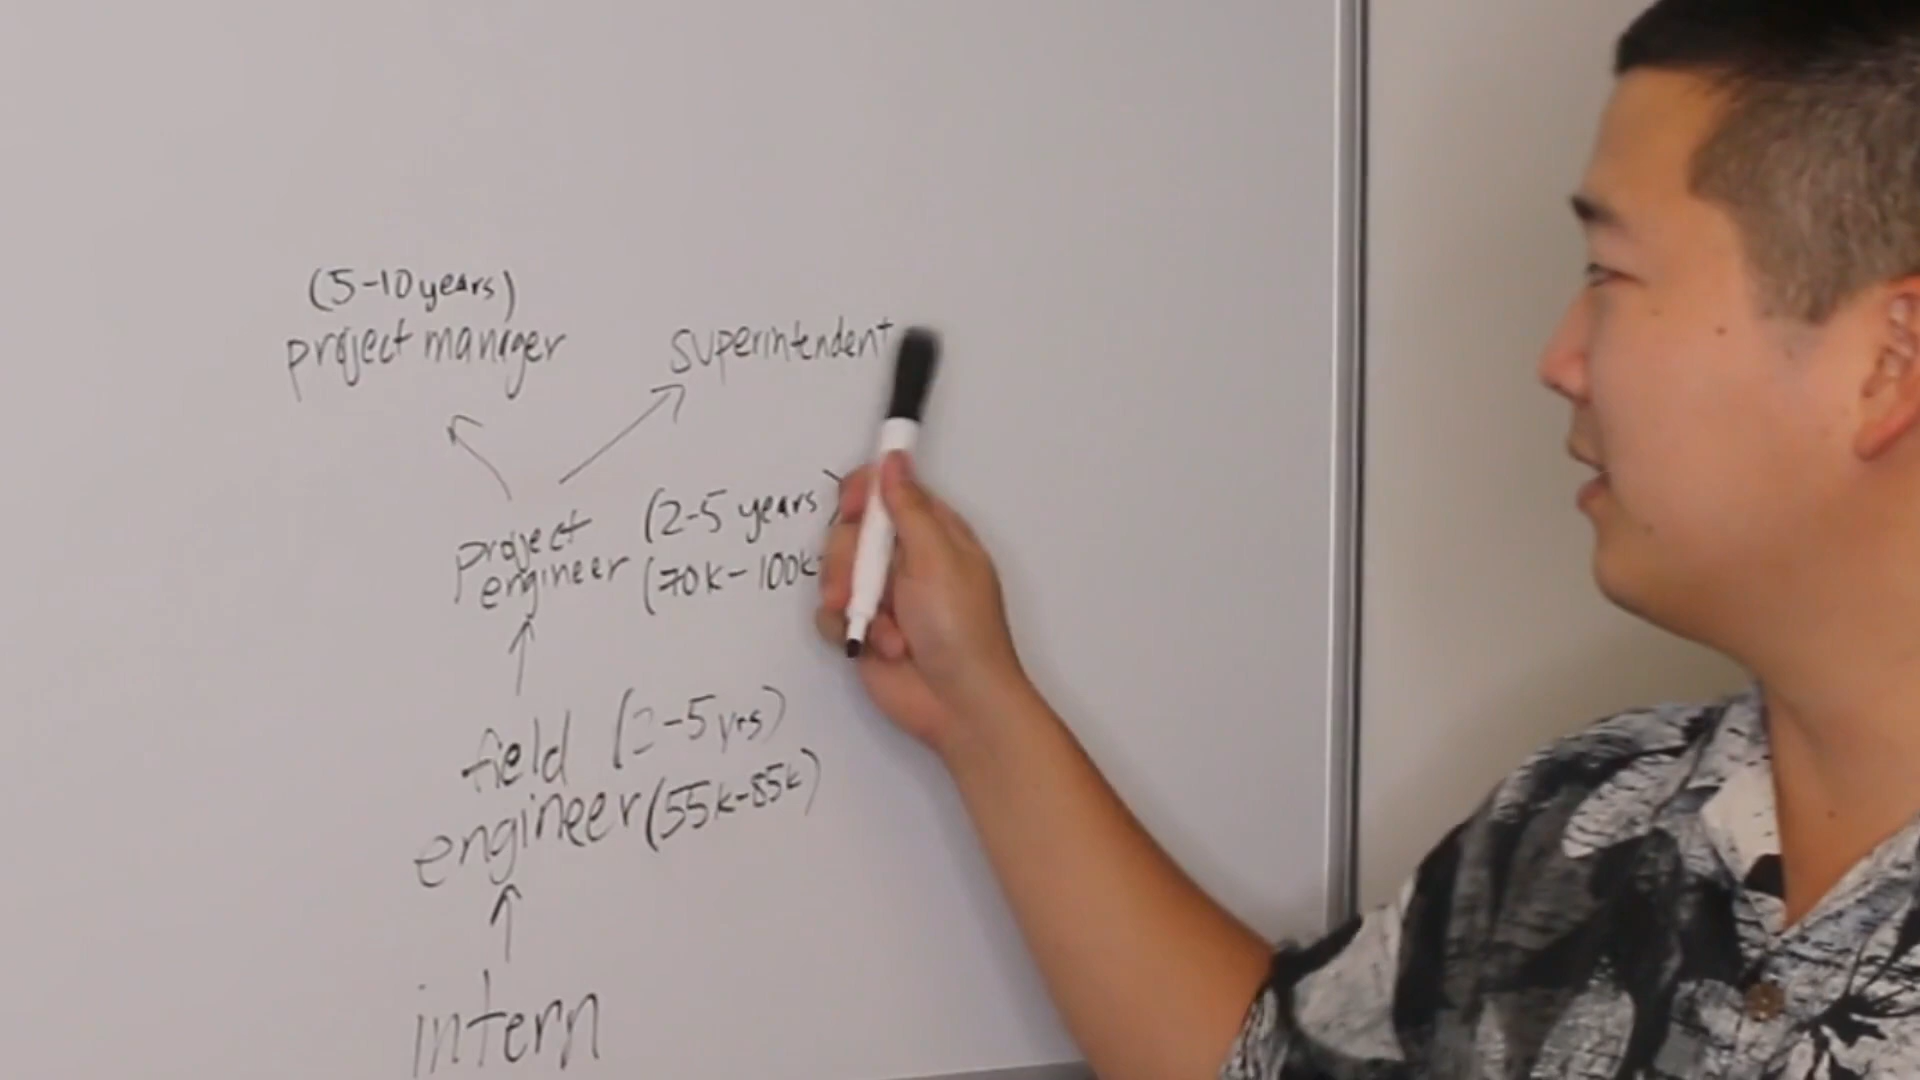 (5-10 years)
project manager
superintendent
project
engineer
(2-5 years)
(70k-100k
field (2-5 yrs)
engineer (55k-85k)
intern